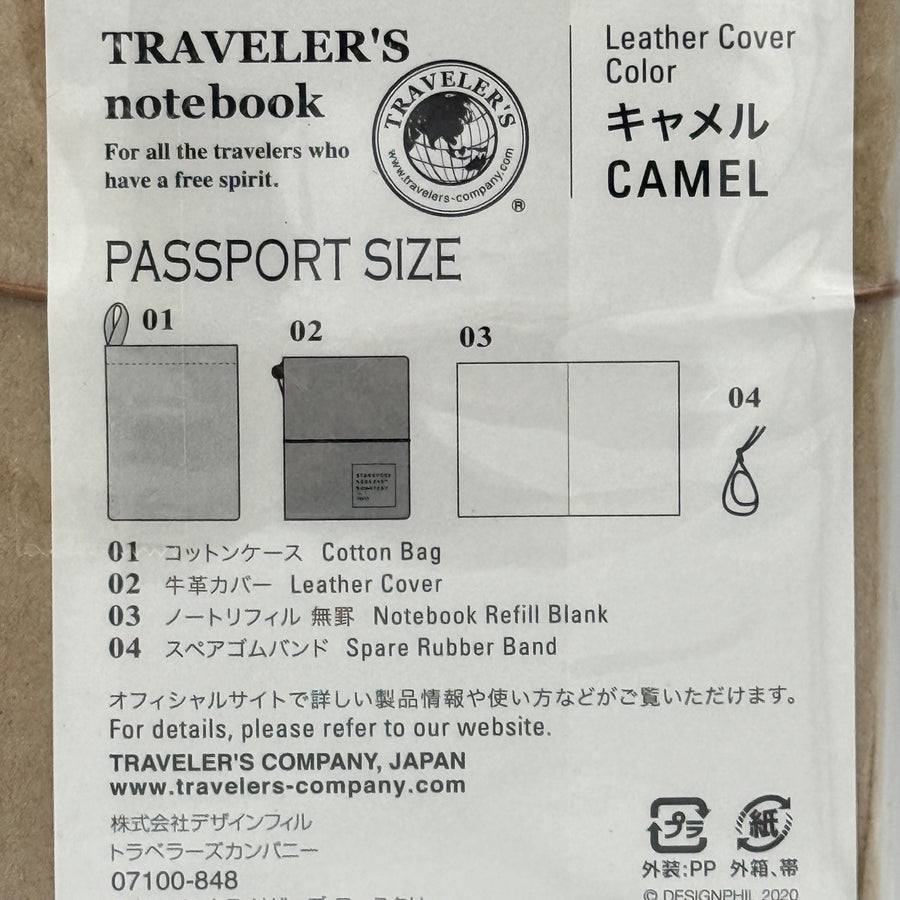 TRAVELER'S
notebook
For all the travelers who
have a free spirit.
TRAVELER'S
www.travelers-company.com
®
Leather Cover
Color
キャメル
CAMEL
PASSPORT SIZE
01
02
03
04
01 コットンケース Cotton Bag
02 牛革カバー Leather Cover
03 ノートリフィル 無罫 Notebook Refill Blank
04 スペアゴムバンド Spare Rubber Band
オフィシャルサイトで詳しい製品情報や使い方などがご覧いただけます。
For details, please refer to our website.
TRAVELER'S COMPANY, JAPAN
www.travelers-company.com
株式会社デザインフィル
トラベラーズカンパニー
07100-848
プラ
外装:PP
紙
外箱、帯
© DESIGNPHIL 2020